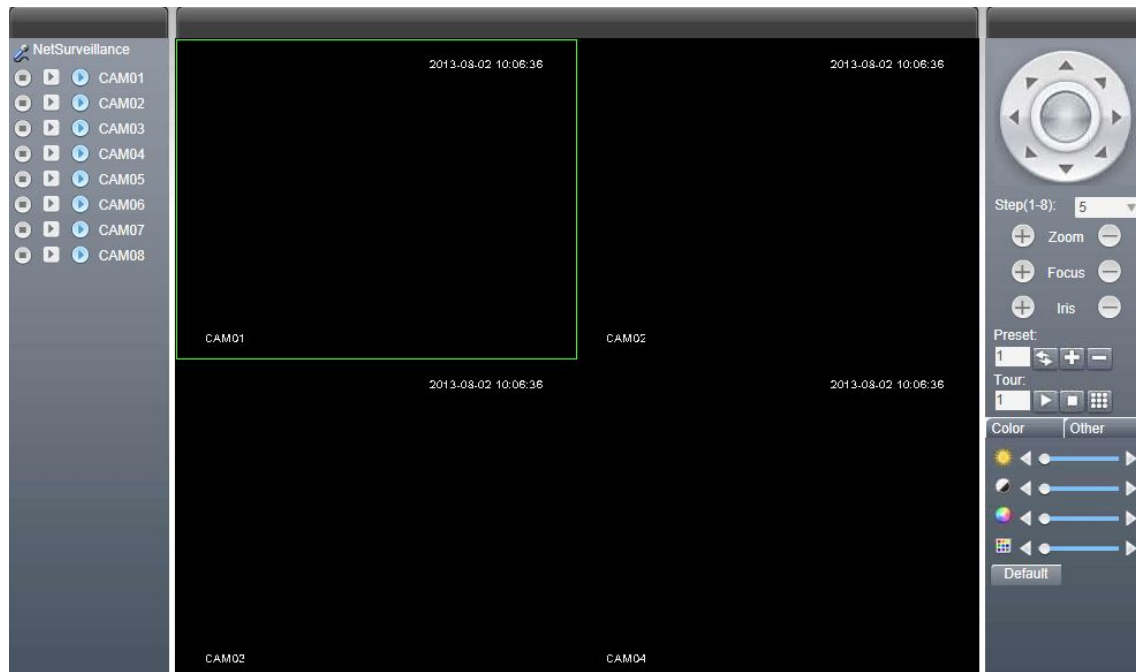 NetSurveillance
CAM01
CAM02
CAM03
CAM04
CAM05
CAM06
CAM07
CAM08
2013-08-02 10:06:36
2013-08-02 10:06:36
CAM01
CAM02
2013-08-02 10:06:36
2013-08-02 10:06:36
CAM03
CAM04
Step(1-8): 5
Zoom
Focus
Iris
Preset:
1
Tour:
1
Color Other
Default